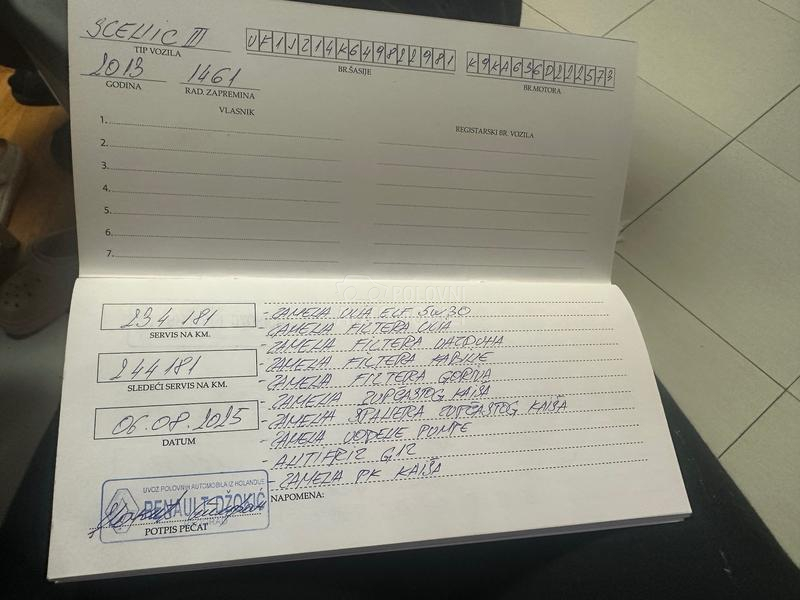 SCENIC III
TIP VOZILA
VF1JZ14K649822981
BR.ŠASIJE
K9KA636D222573
BR.MOTORA
2013
GODINA
1461
RAD. ZAPREMINA
VLASNIK
REGISTARSKI BR. VOZILA
1.
2.
3.
4.
5.
6.
7.
POLOVNI
234 181
SERVIS NA KM.
244181
SLEDEĆI SERVIS NA KM.
06.08.2025
DATUM
UVOZ POLOVNIH AUTOMOBILA IZ HOLANDIJE
RENAULT DŽOKIĆ
POTPIS PEČAT
- ZAMENA ULJA ELF 5W30
- ZAMENA FILTERA ULJA
- ZAMENA FILTERA VAZDUHA
- ZAMENA FILTERA KABINE
- ZAMENA FILTERA GORIVA
- ZAMENA ZUPČASTOG KAIŠA
- ZAMENA ŠPANERA ZUPČASTOG KAIŠA
- ZAMENA VODENE PUMPE
- ANTIFRIZ G12
- ZAMENA PK KAIŠA
NAPOMENA: